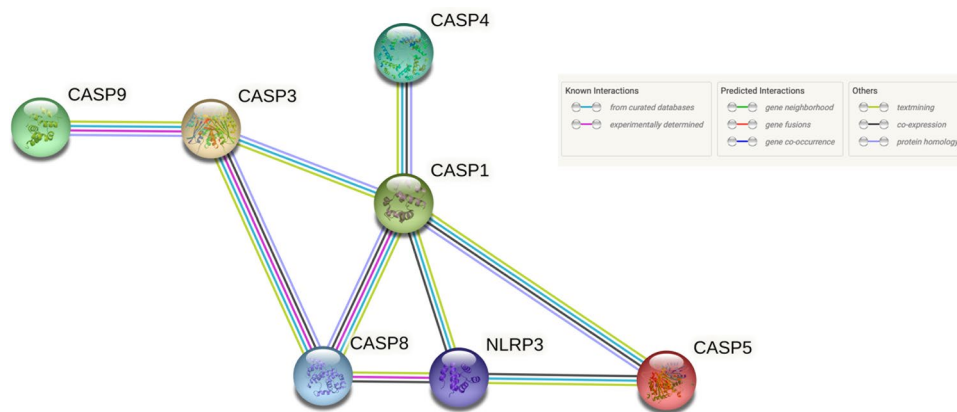 CASP4
CASP9
CASP3
CASP1
CASP8
NLRP3
CASP5
Known Interactions
from curated databases
experimentally determined
Predicted Interactions
gene neighborhood
gene fusions
gene co-occurrence
Others
textmining
co-expression
protein homology